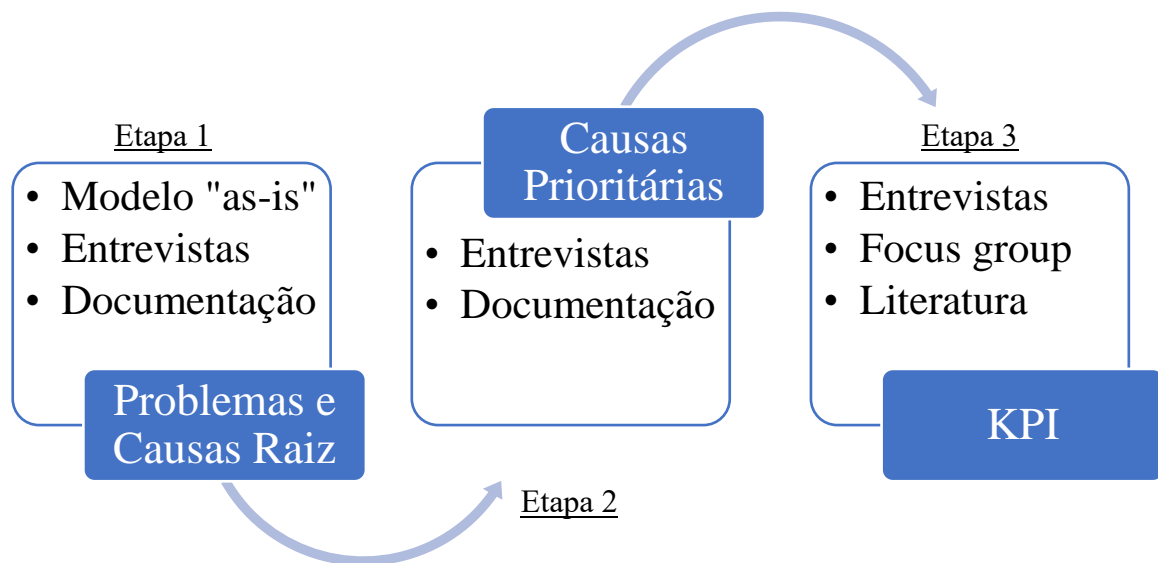 Etapa 1
• Modelo "as-is"
• Entrevistas
• Documentação
Problemas e
Causas Raiz
Causas
Prioritárias
• Entrevistas
• Documentação
Etapa 2
Etapa 3
• Entrevistas
• Focus group
• Literatura
KPI